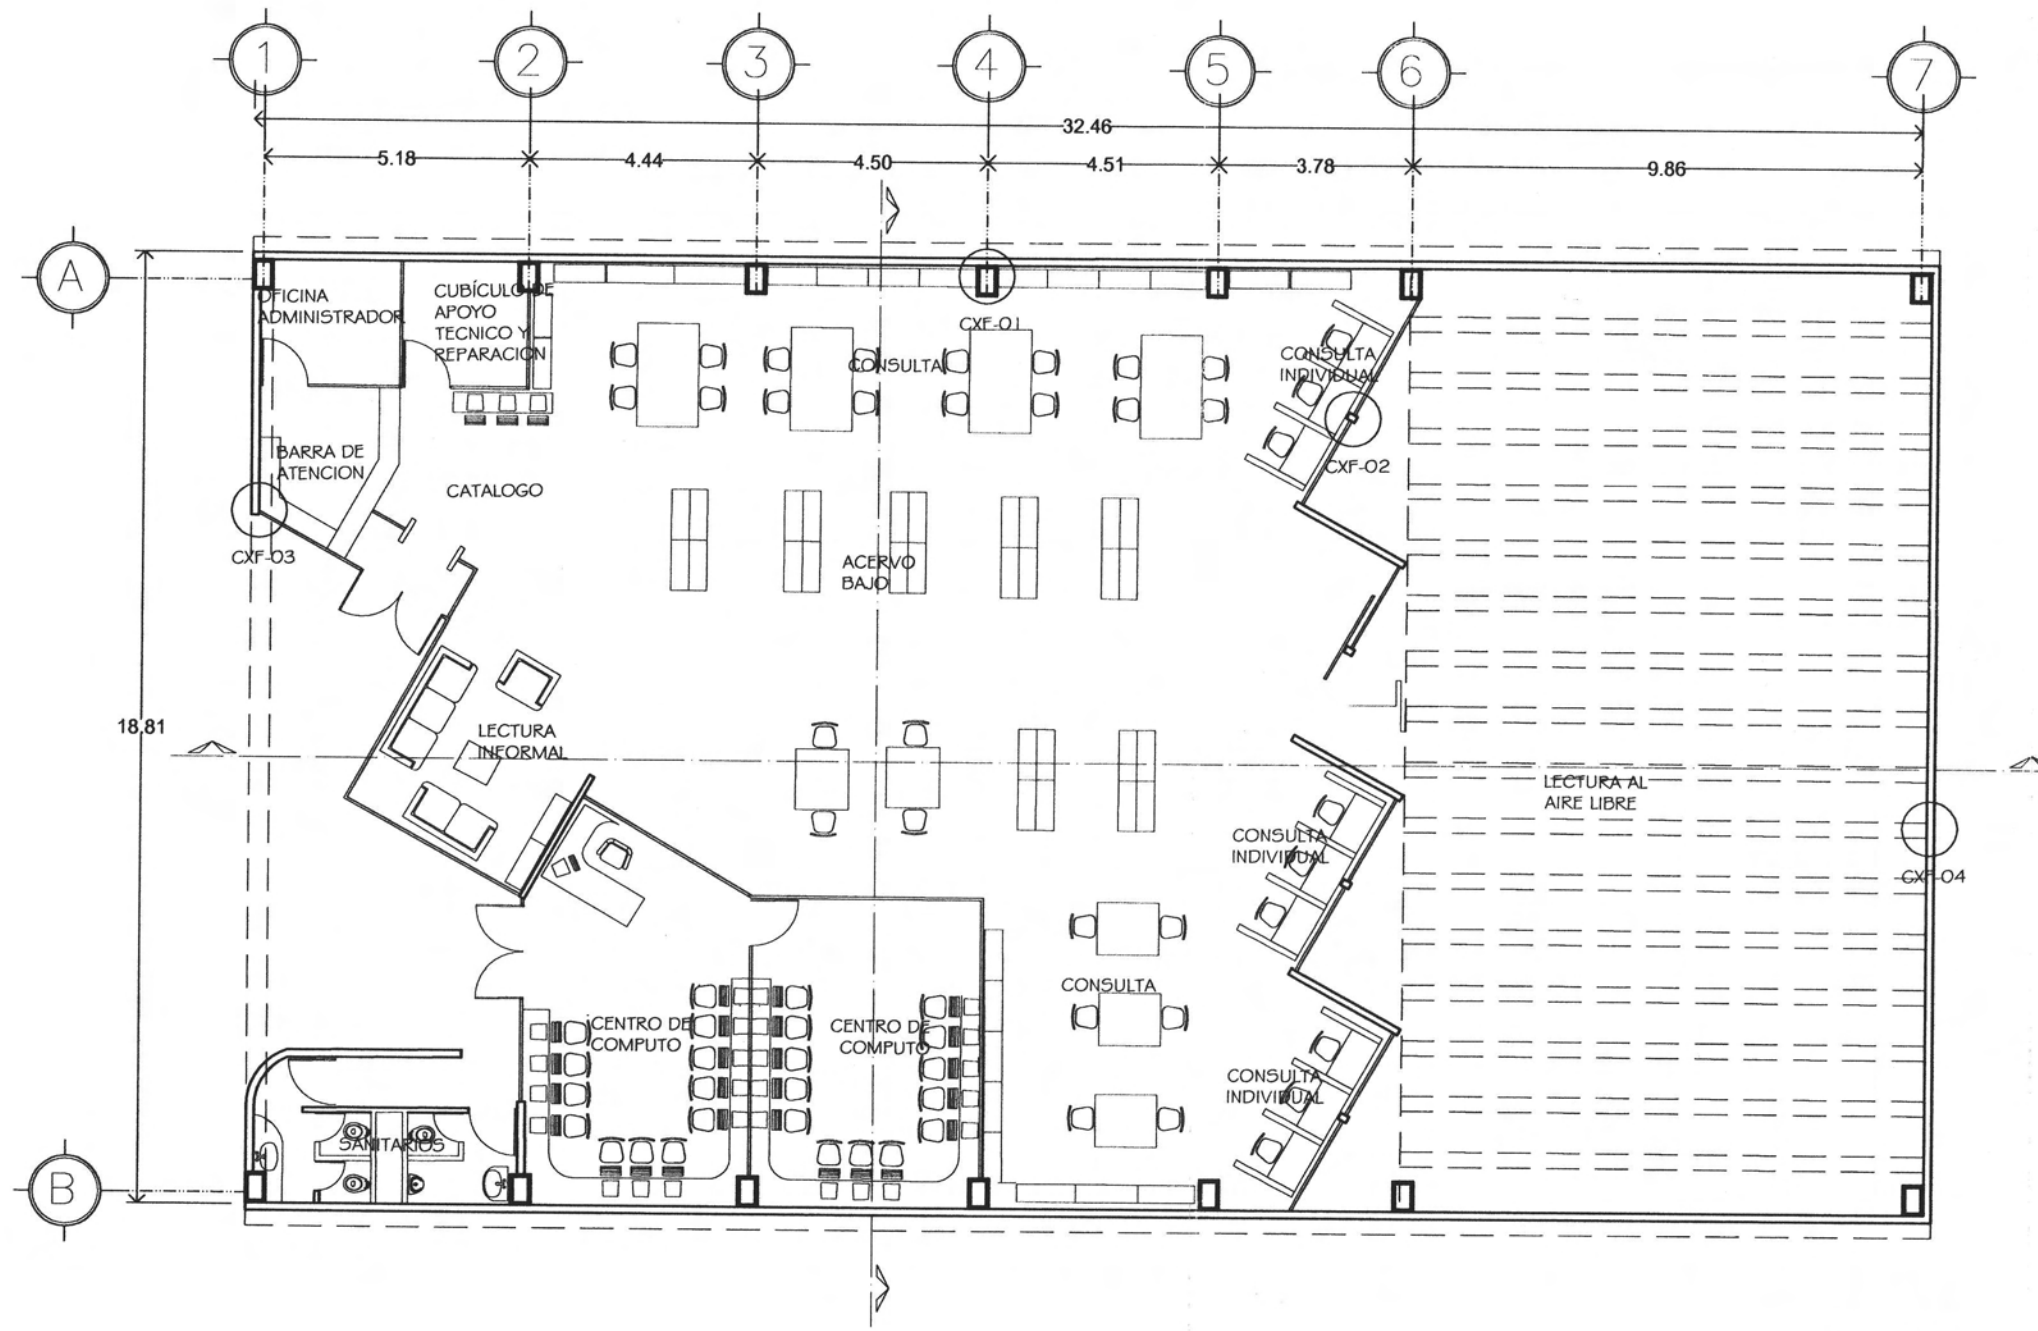 1 2 3 4 5 6 7
32.46
5.18 4.44 4.50 4.51 3.78 9.86
A
OFICINA
ADMINISTRADOR
CUBÍCULO DE
APOYO
TECNICO Y
REPARACION
CXF-01
CONSULTA
CONSULTA
INDIVIDUAL
CXF-02
BARRA DE
ATENCION
CATALOGO
CXF-03
ACERVO
BAJO
18.81
LECTURA
INFORMAL
LECTURA AL
AIRE LIBRE
CONSULTA
INDIVIDUAL
CXF-04
CONSULTA
CENTRO DE
COMPUTO
CENTRO DE
COMPUTO
CONSULTA
INDIVIDUAL
SANITARIOS
B